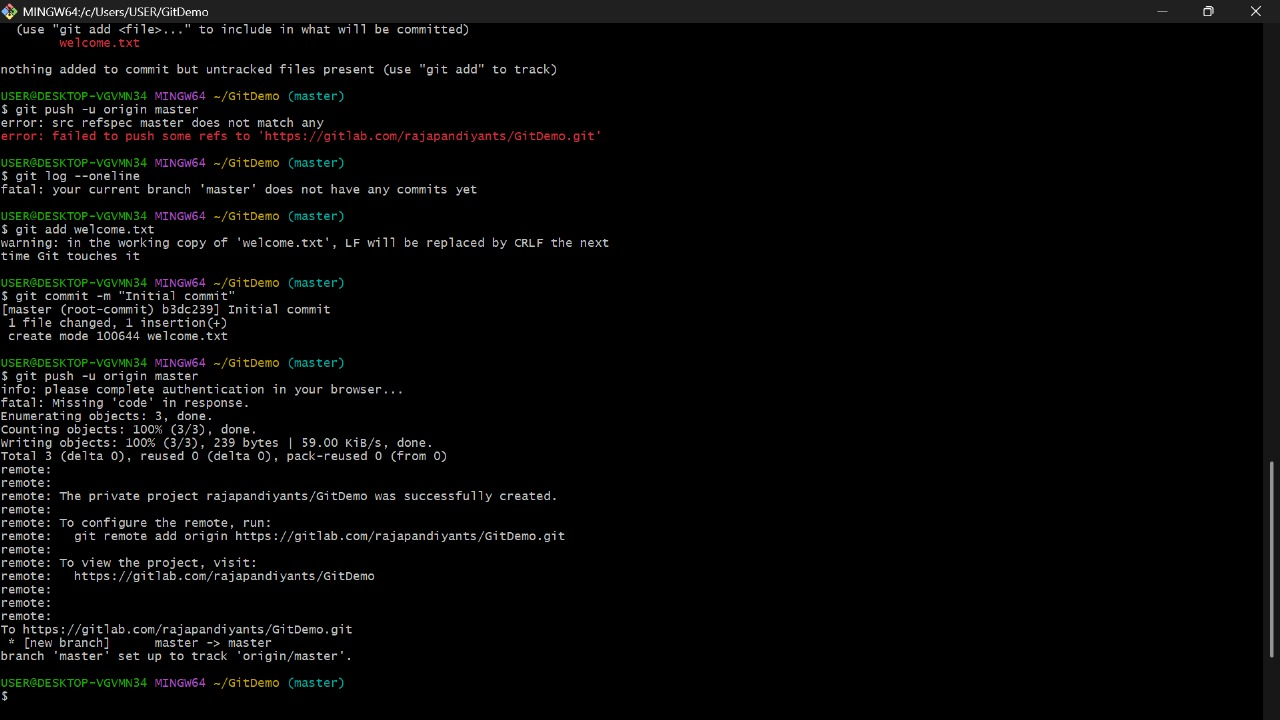 MINGW64:/c/Users/USER/GitDemo
(use "git add <file>..." to include in what will be committed)
welcome.txt
nothing added to commit but untracked files present (use "git add" to track)
USER@DESKTOP-VGVMN34 MINGW64 ~/GitDemo (master)
$ git push -u origin master
error: src refspec master does not match any
error: failed to push some refs to 'https://gitlab.com/rajapandiyants/GitDemo.git'
USER@DESKTOP-VGVMN34 MINGW64 ~/GitDemo (master)
$ git log --oneline
fatal: your current branch 'master' does not have any commits yet
USER@DESKTOP-VGVMN34 MINGW64 ~/GitDemo (master)
$ git add welcome.txt
warning: in the working copy of 'welcome.txt', LF will be replaced by CRLF the next
time Git touches it
USER@DESKTOP-VGVMN34 MINGW64 ~/GitDemo (master)
$ git commit -m "Initial commit"
[master (root-commit) b3dc239] Initial commit
1 file changed, 1 insertion(+)
create mode 100644 welcome.txt
USER@DESKTOP-VGVMN34 MINGW64 ~/GitDemo (master)
$ git push -u origin master
info: please complete authentication in your browser...
fatal: Missing 'code' in response.
Enumerating objects: 3, done.
Counting objects: 100% (3/3), done.
Writing objects: 100% (3/3), 239 bytes | 59.00 KiB/s, done.
Total 3 (delta 0), reused 0 (delta 0), pack-reused 0 (from 0)
remote:
remote:
remote: The private project rajapandiyants/GitDemo was successfully created.
remote:
remote: To configure the remote, run:
remote:   git remote add origin https://gitlab.com/rajapandiyants/GitDemo.git
remote:
remote: To view the project, visit:
remote:   https://gitlab.com/rajapandiyants/GitDemo
remote:
remote:
remote:
To https://gitlab.com/rajapandiyants/GitDemo.git
* [new branch]      master -> master
branch 'master' set up to track 'origin/master'.
USER@DESKTOP-VGVMN34 MINGW64 ~/GitDemo (master)
$